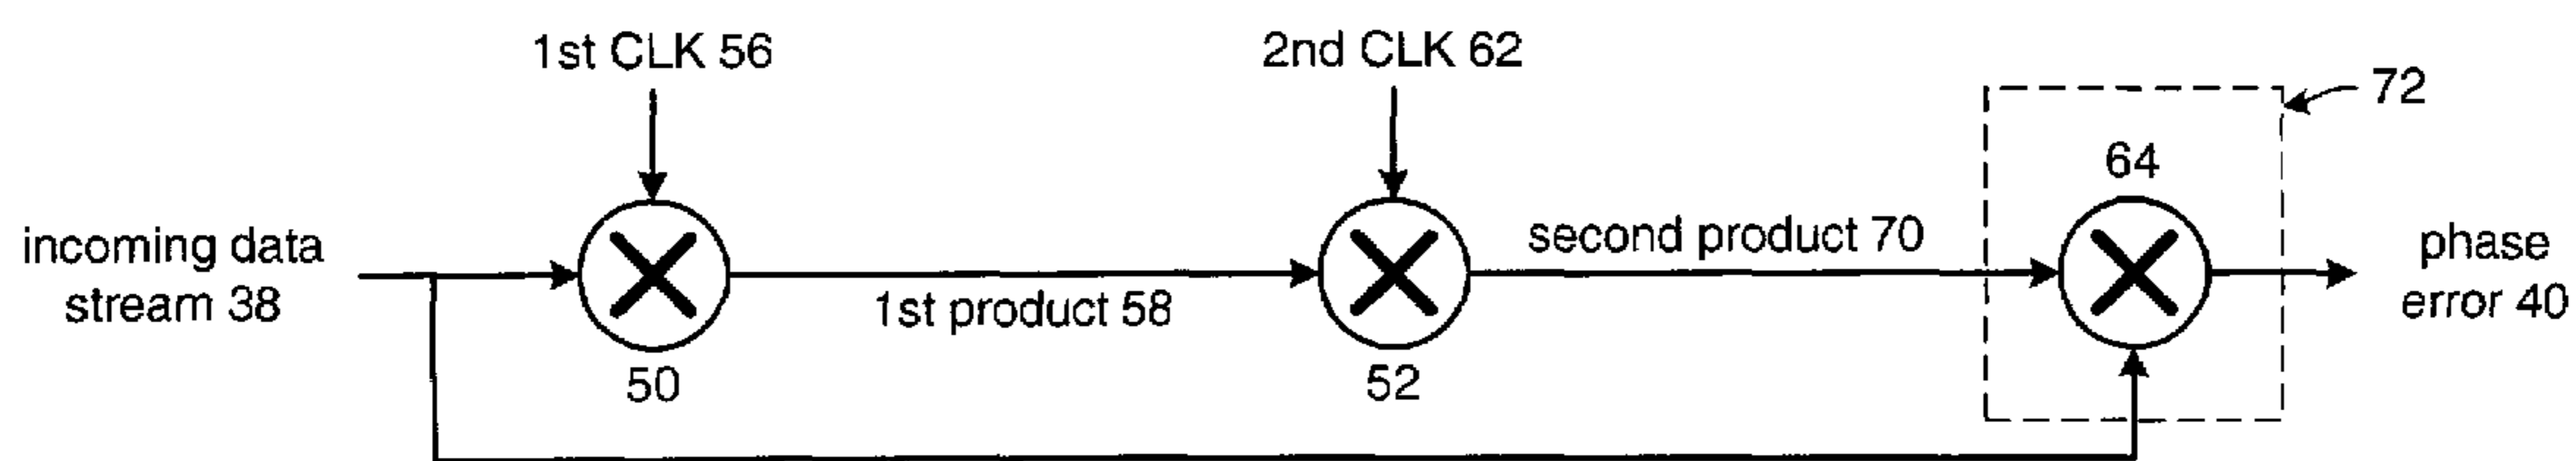 1st CLK 56
2nd CLK 62
72
64
incoming data
stream 38
1st product 58
second product 70
phase
error 40
50
52